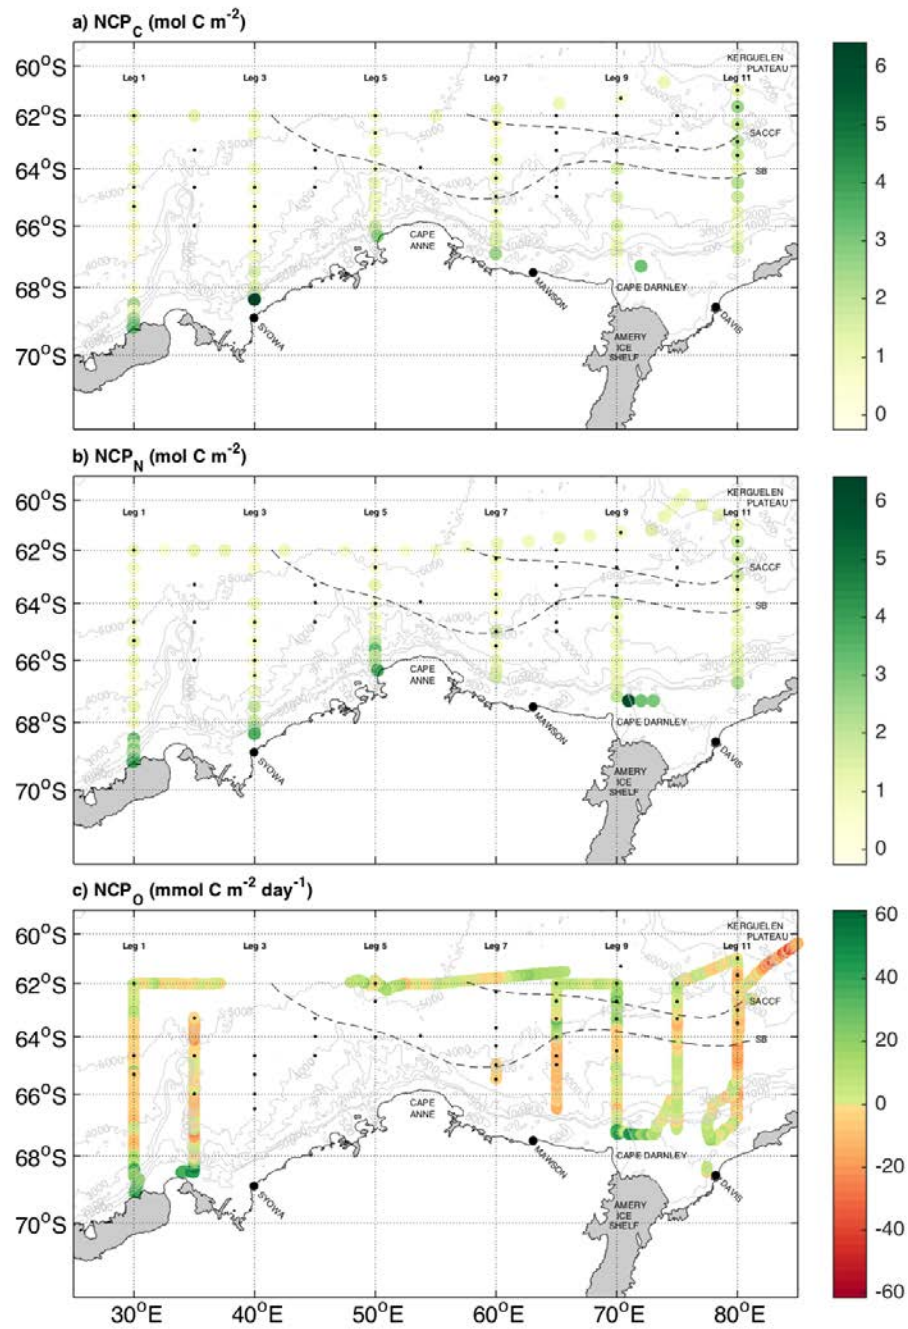 a) NCP_C (mol C m⁻²)
60°S
62°S
64°S
66°S
68°S
70°S
Leg 1
Leg 3
Leg 5
Leg 7
Leg 9
Leg 11
KERGUELEN
PLATEAU
SACCF
SB
CAPE
ANNE
CAPE DARNLEY
MAWSON
SYOWA
DAVIS
AMERY
ICE
SHELF
6
5
4
3
2
1
0
b) NCP_N (mol C m⁻²)
60°S
62°S
64°S
66°S
68°S
70°S
Leg 1
Leg 3
Leg 5
Leg 7
Leg 9
Leg 11
KERGUELEN
PLATEAU
SACCF
SB
CAPE
ANNE
CAPE DARNLEY
MAWSON
SYOWA
DAVIS
AMERY
ICE
SHELF
6
5
4
3
2
1
0
c) NCP_O (mmol C m⁻² day⁻¹)
60°S
62°S
64°S
66°S
68°S
70°S
Leg 1
Leg 3
Leg 5
Leg 7
Leg 9
Leg 11
KERGUELEN
PLATEAU
SACCF
SB
CAPE
ANNE
CAPE DARNLEY
MAWSON
SYOWA
DAVIS
AMERY
ICE
SHELF
60
40
20
0
-20
-40
-60
30°E
40°E
50°E
60°E
70°E
80°E